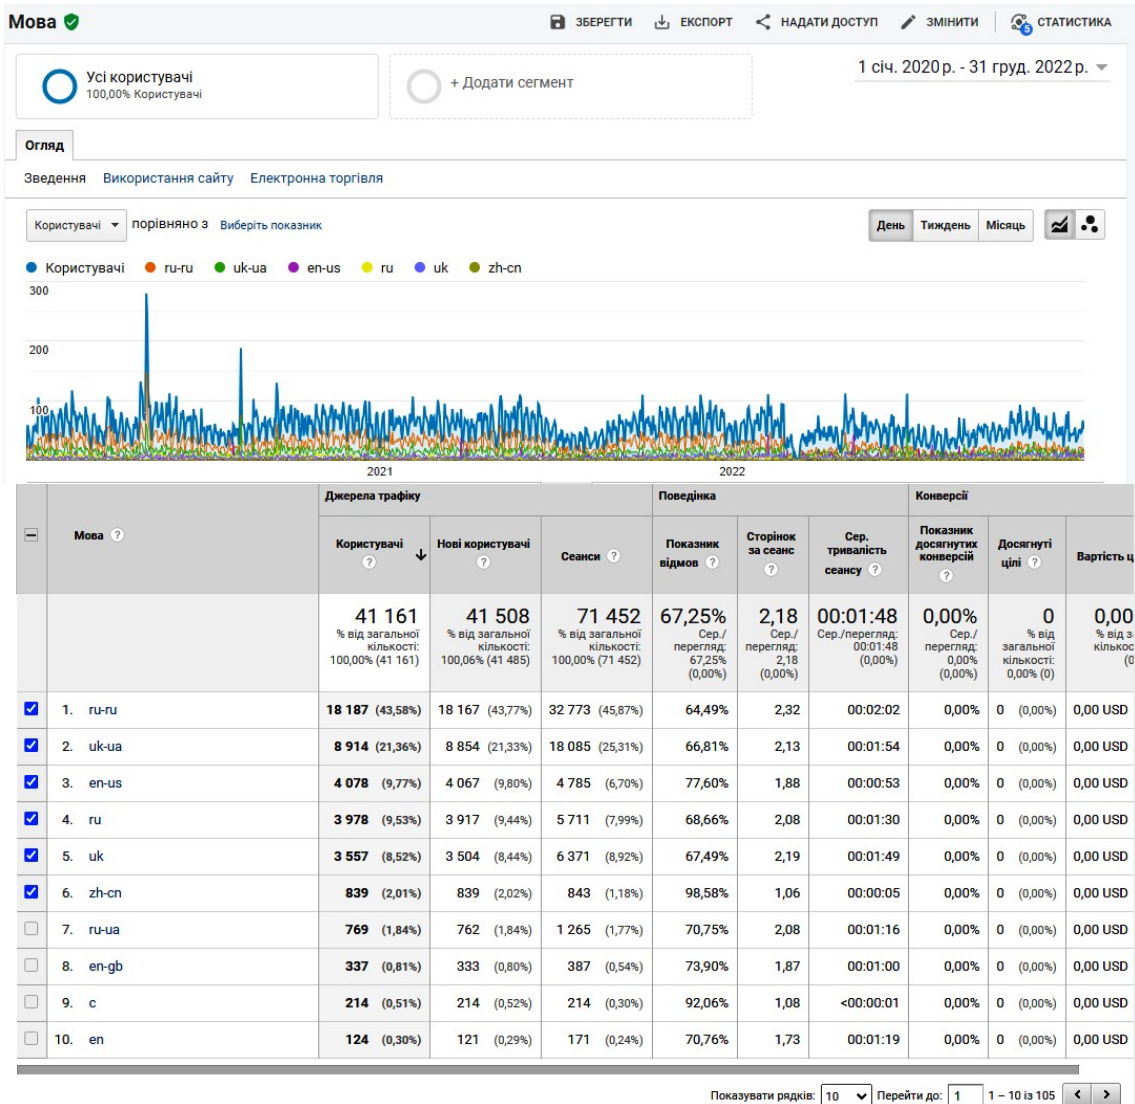 Мова
ЗБЕРЕГТИ ЕКСПОРТ НАДАТИ ДОСТУП ЗМІНИТИ 5 СТАТИСТИКА
Усі користувачі
100,00% Користувачі
+ Додати сегмент
1 січ. 2020 р. - 31 груд. 2022 р.
Огляд
Зведення Використання сайту Електронна торгівля
Користувачі порівняно з Виберіть показник
День Тиждень Місяць
Користувачі ru-ru uk-ua en-us ru uk zh-cn
300
200
100
2021 2022
Джерела трафіку Поведінка Конверсії
Мова ? Користувачі ? Нові користувачі ? Сеанси ? Показник відмов ? Сторінок за сеанс ? Сер. тривалість сеансу ? Показник досягнутих конверсій ? Досягнуті цілі ? Вартість ц
41 161 41 508 71 452 67,25% 2,18 00:01:48 0,00% 0 0,00
% від загальної кількості: 100,00% (41 161)
% від загальної кількості: 100,06% (41 485)
% від загальної кількості: 100,00% (71 452)
Сер./перегляд: 67,25% (0,00%)
Сер./перегляд: 2,18 (0,00%)
Сер./перегляд: 00:01:48 (0,00%)
Сер./перегляд: 0,00% (0,00%)
% від загальної кількості: 0,00% (0)
1. ru-ru 18 187 (43,58%) 18 167 (43,77%) 32 773 (45,87%) 64,49% 2,32 00:02:02 0,00% 0 (0,00%) 0,00 USD
2. uk-ua 8 914 (21,36%) 8 854 (21,33%) 18 085 (25,31%) 66,81% 2,13 00:01:54 0,00% 0 (0,00%) 0,00 USD
3. en-us 4 078 (9,77%) 4 067 (9,80%) 4 785 (6,70%) 77,60% 1,88 00:00:53 0,00% 0 (0,00%) 0,00 USD
4. ru 3 978 (9,53%) 3 917 (9,44%) 5 711 (7,99%) 68,66% 2,08 00:01:30 0,00% 0 (0,00%) 0,00 USD
5. uk 3 557 (8,52%) 3 504 (8,44%) 6 371 (8,92%) 67,49% 2,19 00:01:49 0,00% 0 (0,00%) 0,00 USD
6. zh-cn 839 (2,01%) 839 (2,02%) 843 (1,18%) 98,58% 1,06 00:00:05 0,00% 0 (0,00%) 0,00 USD
7. ru-ua 769 (1,84%) 762 (1,84%) 1 265 (1,77%) 70,75% 2,08 00:01:16 0,00% 0 (0,00%) 0,00 USD
8. en-gb 337 (0,81%) 333 (0,80%) 387 (0,54%) 73,90% 1,87 00:01:00 0,00% 0 (0,00%) 0,00 USD
9. c 214 (0,51%) 214 (0,52%) 214 (0,30%) 92,06% 1,08 <00:00:01 0,00% 0 (0,00%) 0,00 USD
10. en 124 (0,30%) 121 (0,29%) 171 (0,24%) 70,76% 1,73 00:01:19 0,00% 0 (0,00%) 0,00 USD
Показувати рядків: 10 Перейти до: 1 1 – 10 із 105